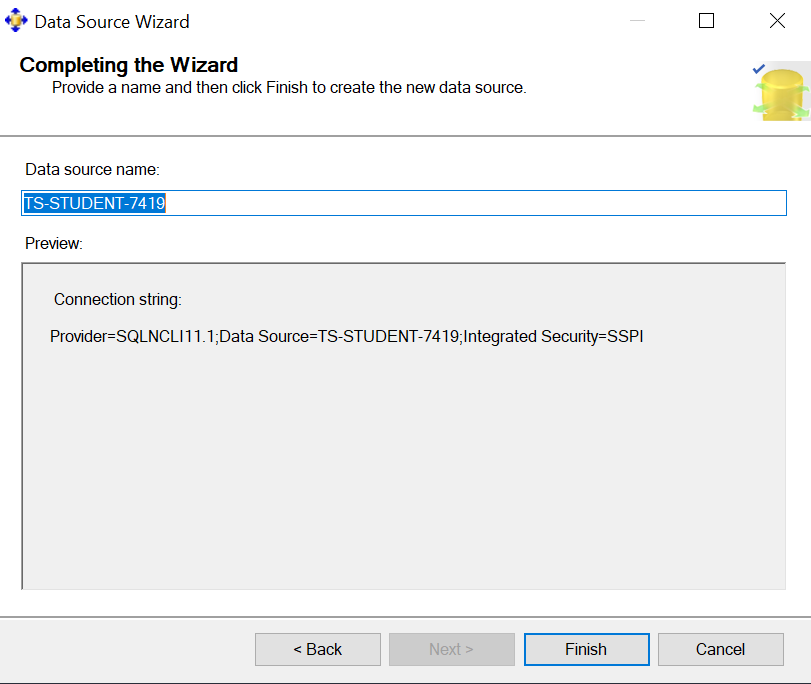 Data Source Wizard
Completing the Wizard
Provide a name and then click Finish to create the new data source.
Data source name:
TS-STUDENT-7419
Preview:
Connection string:
Provider=SQLNCLI11.1;Data Source=TS-STUDENT-7419;Integrated Security=SSPI
< Back
Next >
Finish
Cancel